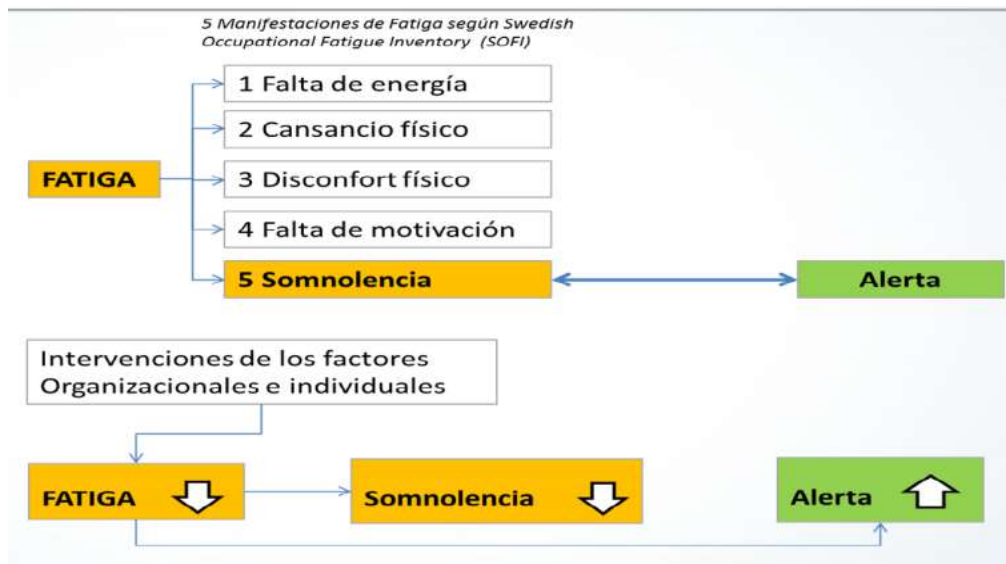 5 Manifestaciones de Fatiga según Swedish
Occupational Fatigue Inventory (SOFI)
1 Falta de energía
2 Cansancio físico
FATIGA
3 Disconfort físico
4 Falta de motivación
5 Somnolencia
Alerta
Intervenciones de los factores
Organizacionales e individuales
FATIGA
Somnolencia
Alerta